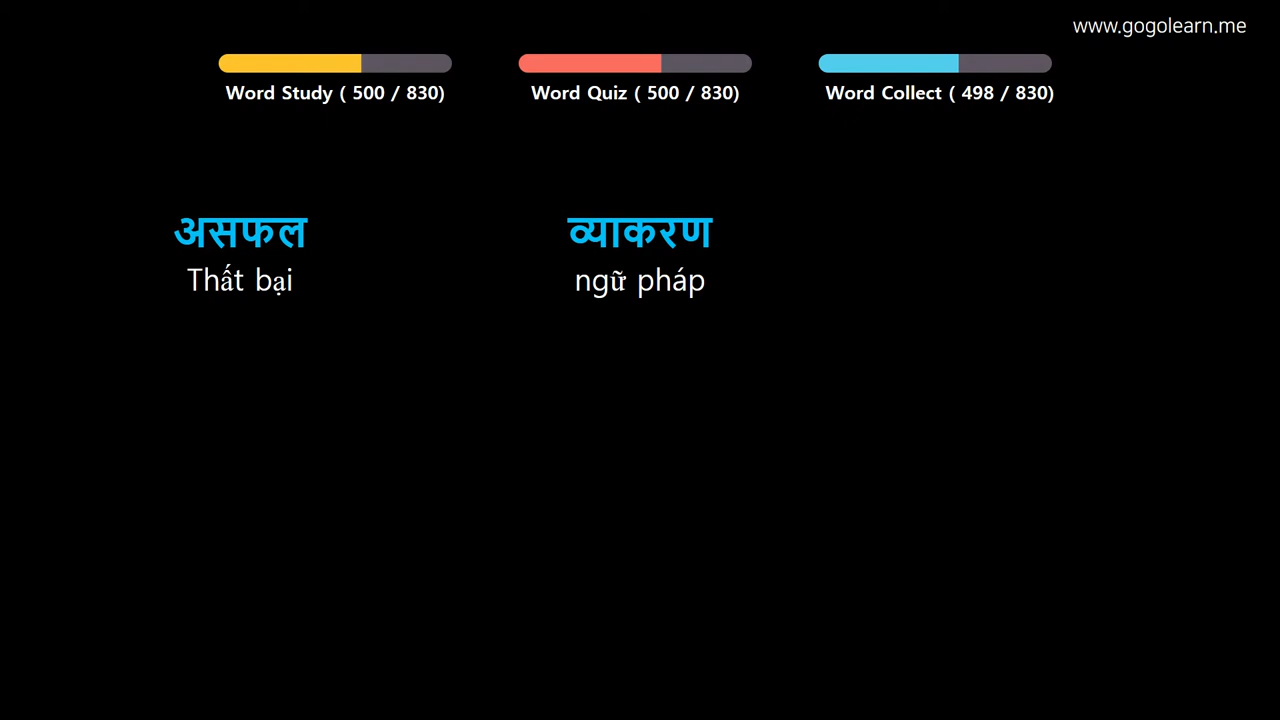 www.gogolearn.me
Word Study ( 500 / 830)
Word Quiz ( 500 / 830)
Word Collect ( 498 / 830)
असफल
Thất bại
व्याकरण
ngữ pháp